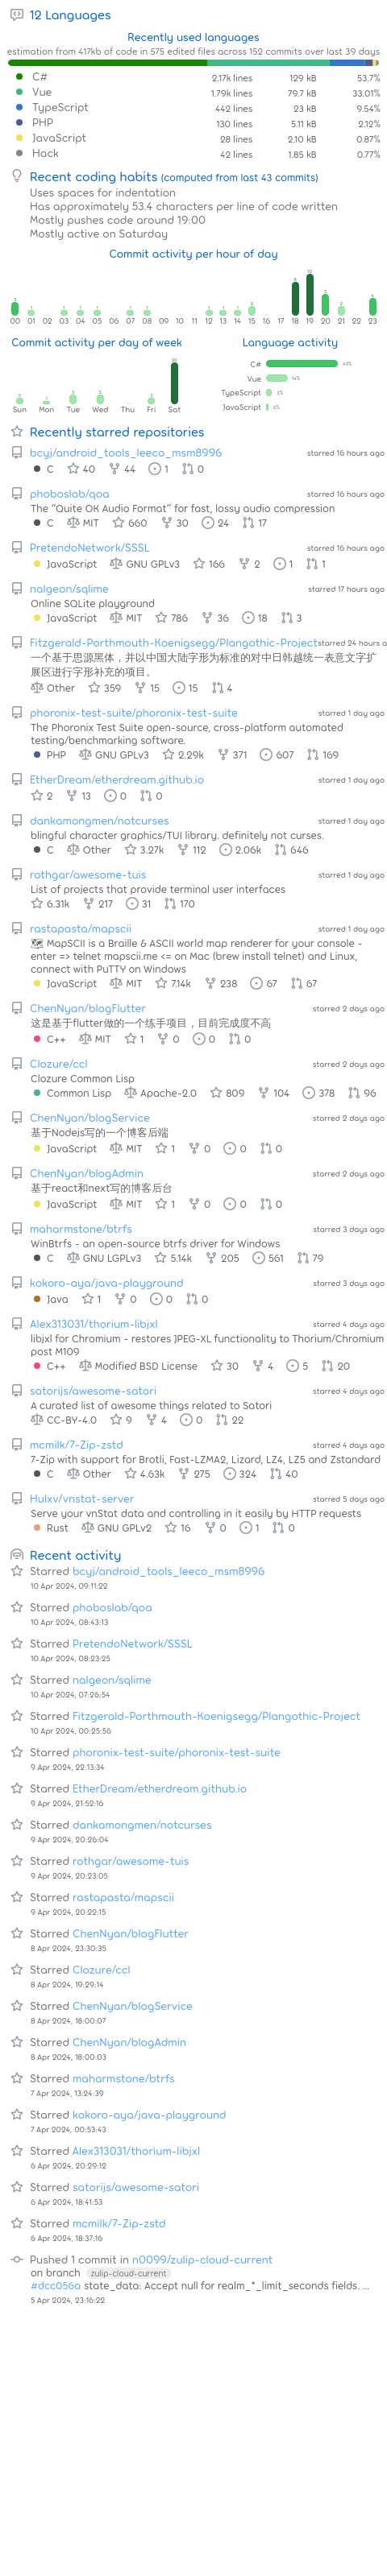 12 Languages
Recently used languages
estimation from 417kb of code in 575 edited files across 152 commits over last 39 days
C# 2.17k lines 129 kB 53.7%
Vue 1.79k lines 79.7 kB 33.01%
TypeScript 442 lines 23 kB 9.54%
PHP 130 lines 5.11 kB 2.12%
JavaScript 28 lines 2.10 kB 0.87%
Hack 42 lines 1.85 kB 0.77%
Recent coding habits (computed from last 43 commits)
Uses spaces for indentation
Has approximately 53.4 characters per line of code written
Mostly pushes code around 19:00
Mostly active on Saturday
Commit activity per hour of day
00 01 02 03 04 05 06 07 08 09 10 11 12 13 14 15 16 17 18 19 20 21 22 23
Commit activity per day of week
Sun Mon Tue Wed Thu Fri Sat
Language activity
C#
Vue
TypeScript
JavaScript
Recently starred repositories
bcyj/android_tools_leeco_msm8996 starred 16 hours ago
C 40 44 1 0
phoboslab/qoa starred 16 hours ago
The "Quite OK Audio Format" for fast, lossy audio compression
C MIT 660 30 24 17
PretendoNetwork/SSSL starred 16 hours ago
JavaScript GNU GPLv3 166 2 1 1
nalgeon/sqlime starred 17 hours ago
Online SQLite playground
JavaScript MIT 786 36 18 3
Fitzgerald-Porthmouth-Koenigsegg/Plangothic-Project starred 24 hours a
一个基于思源黑体，并以中国大陆字形为标准的对中日韩越统一表意文字扩
展区进行字形补充的项目。
Other 359 15 15 4
phoronix-test-suite/phoronix-test-suite starred 1 day ago
The Phoronix Test Suite open-source, cross-platform automated
testing/benchmarking software.
PHP GNU GPLv3 2.29k 371 607 169
EtherDream/etherdream.github.io starred 1 day ago
2 13 0 0
dankamongmen/notcurses starred 1 day ago
blingful character graphics/TUI library. definitely not curses.
C Other 3.27k 112 2.06k 646
rothgar/awesome-tuis starred 1 day ago
List of projects that provide terminal user interfaces
6.31k 217 31 170
rastapasta/mapscii starred 1 day ago
🗺 MapSCII is a Braille & ASCII world map renderer for your console -
enter => telnet mapscii.me <= on Mac (brew install telnet) and Linux,
connect with PuTTY on Windows
JavaScript MIT 7.14k 238 67 67
ChenNyan/blogFlutter starred 2 days ago
这是基于flutter做的一个练手项目，目前完成度不高
C++ MIT 1 0 0 0
Clozure/ccl starred 2 days ago
Clozure Common Lisp
Common Lisp Apache-2.0 809 104 378 96
ChenNyan/blogService starred 2 days ago
基于Nodejs写的一个博客后端
JavaScript MIT 1 0 0 0
ChenNyan/blogAdmin starred 2 days ago
基于react和next写的博客后台
JavaScript MIT 1 0 0 0
maharmstone/btrfs starred 3 days ago
WinBtrfs - an open-source btrfs driver for Windows
C GNU LGPLv3 5.14k 205 561 79
kokoro-aya/java-playground starred 3 days ago
Java 1 0 0 0
Alex313031/thorium-libjxl starred 4 days ago
libjxl for Chromium - restores JPEG-XL functionality to Thorium/Chromium
post M109
C++ Modified BSD License 30 4 5 20
satorijs/awesome-satori starred 4 days ago
A curated list of awesome things related to Satori
CC-BY-4.0 9 4 0 22
mcmilk/7-Zip-zstd starred 4 days ago
7-Zip with support for Brotli, Fast-LZMA2, Lizard, LZ4, LZ5 and Zstandard
C Other 4.63k 275 324 40
Hulxv/vnstat-server starred 5 days ago
Serve your vnStat data and controlling in it easily by HTTP requests
Rust GNU GPLv2 16 0 1 0
Recent activity
Starred bcyj/android_tools_leeco_msm8996
10 Apr 2024, 09:11:22
Starred phoboslab/qoa
10 Apr 2024, 08:43:13
Starred PretendoNetwork/SSSL
10 Apr 2024, 08:23:25
Starred nalgeon/sqlime
10 Apr 2024, 07:26:54
Starred Fitzgerald-Porthmouth-Koenigsegg/Plangothic-Project
10 Apr 2024, 00:25:56
Starred phoronix-test-suite/phoronix-test-suite
9 Apr 2024, 22:13:34
Starred EtherDream/etherdream.github.io
9 Apr 2024, 21:52:16
Starred dankamongmen/notcurses
9 Apr 2024, 20:26:04
Starred rothgar/awesome-tuis
9 Apr 2024, 20:23:05
Starred rastapasta/mapscii
9 Apr 2024, 20:22:15
Starred ChenNyan/blogFlutter
8 Apr 2024, 23:30:35
Starred Clozure/ccl
8 Apr 2024, 19:29:14
Starred ChenNyan/blogService
8 Apr 2024, 18:00:07
Starred ChenNyan/blogAdmin
8 Apr 2024, 18:00:03
Starred maharmstone/btrfs
7 Apr 2024, 13:24:39
Starred kokoro-aya/java-playground
7 Apr 2024, 00:53:43
Starred Alex313031/thorium-libjxl
6 Apr 2024, 20:29:12
Starred satorijs/awesome-satori
6 Apr 2024, 18:41:53
Starred mcmilk/7-Zip-zstd
6 Apr 2024, 18:37:16
Pushed 1 commit in n0099/zulip-cloud-current
on branch zulip-cloud-current
#dcc056a state_data: Accept null for realm_*_limit_seconds fields. ...
5 Apr 2024, 23:16:22